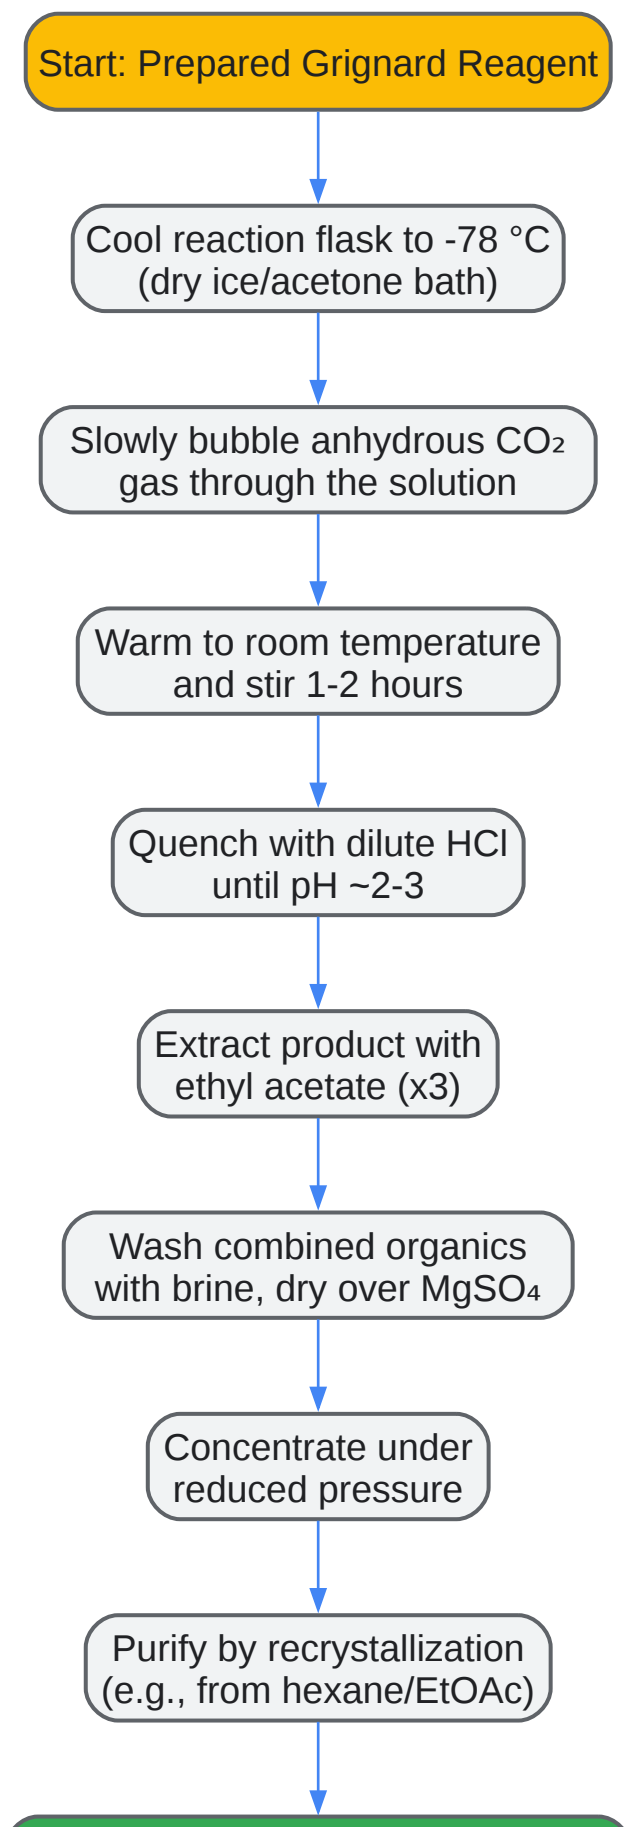 Start: Prepared Grignard Reagent
Cool reaction flask to -78 °C
(dry ice/acetone bath)
Slowly bubble anhydrous CO₂
gas through the solution
Warm to room temperature
and stir 1-2 hours
Quench with dilute HCl
until pH ~2-3
Extract product with
ethyl acetate (x3)
Wash combined organics
with brine, dry over MgSO₄
Concentrate under
reduced pressure
Purify by recrystallization
(e.g., from hexane/EtOAc)